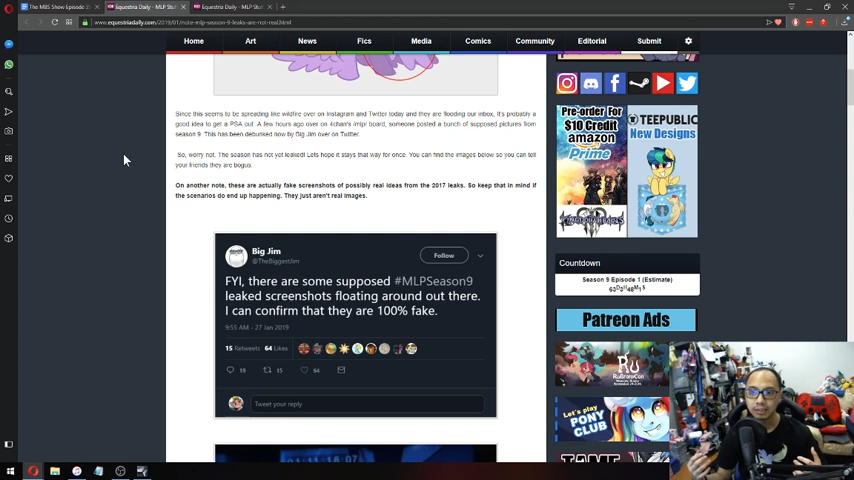 The MBS Show Episode
Equestria Daily - MLP Stuf
Equestria Daily - MLP Stuf
www.equestriadaily.com/2019/01/note-mlp-season-9-leaks-are-not-real.html
Home
Art
News
Fics
Media
Comics
Community
Editorial
Submit
Since this seems to be spreading like wildfire over on Instagram and Twitter today and they are flooding our inbox, it's probably a
good idea to get a PSA out. A few hours ago over on 4chan's /mlp/ board, someone posted a bunch of supposed pictures from
season 9. This has been debunked now by Big Jim over on Twitter.
So, worry not. The season has not yet leaked! Lets hope it stays that way for once. You can find the images below so you can tell
your friends they are bogus.
On another note, these are actually fake screenshots of possibly real ideas from the 2017 leaks. So keep that in mind if
the scenarios do end up happening. They just aren't real images.
Big Jim
@TheBiggestJim
Follow
FYI, there are some supposed #MLPSeason9
leaked screenshots floating around out there.
I can confirm that they are 100% fake.
9:55 AM - 27 Jan 2019
15 Retweets 64 Likes
19
15
64
Tweet your reply
Pre-order For
$10 Credit
amazon
Prime
KINGDOM HEARTS
TEEPUBLIC
New Designs
Countdown
Season 9 Episode 1 (Estimate)
Patreon Ads
Let's play
PONY
CLUB